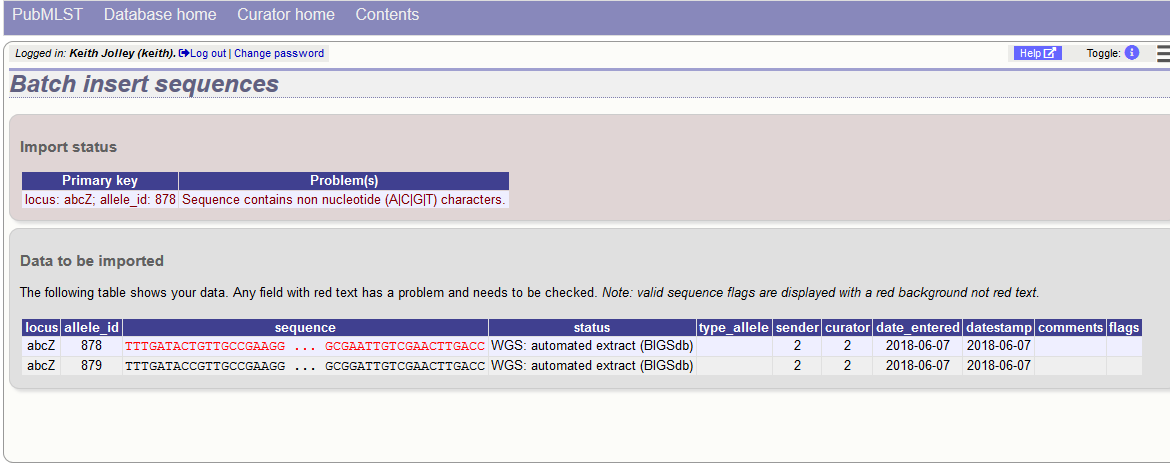 PubMLST Database home Curator home Contents
Logged in: Keith Jolley (keith). Log out | Change password Help Toggle: i
Batch insert sequences
Import status
Primary key Problem(s)
locus: abcZ; allele_id: 878 Sequence contains non nucleotide (A|C|G|T) characters.
Data to be imported
The following table shows your data. Any field with red text has a problem and needs to be checked. Note: valid sequence flags are displayed with a red background not red text.
locus allele_id sequence status type_allele sender curator date_entered datestamp comments flags
abcZ 878 TTTGATACTGTTGCCGAAGG ... GCGAATTGTCGAACTTGACC WGS: automated extract (BIGSdb) 2 2 2018-06-07 2018-06-07
abcZ 879 TTTGATACCGTTGCCGAAGG ... GCGGATTGTCGAACTTGACC WGS: automated extract (BIGSdb) 2 2 2018-06-07 2018-06-07